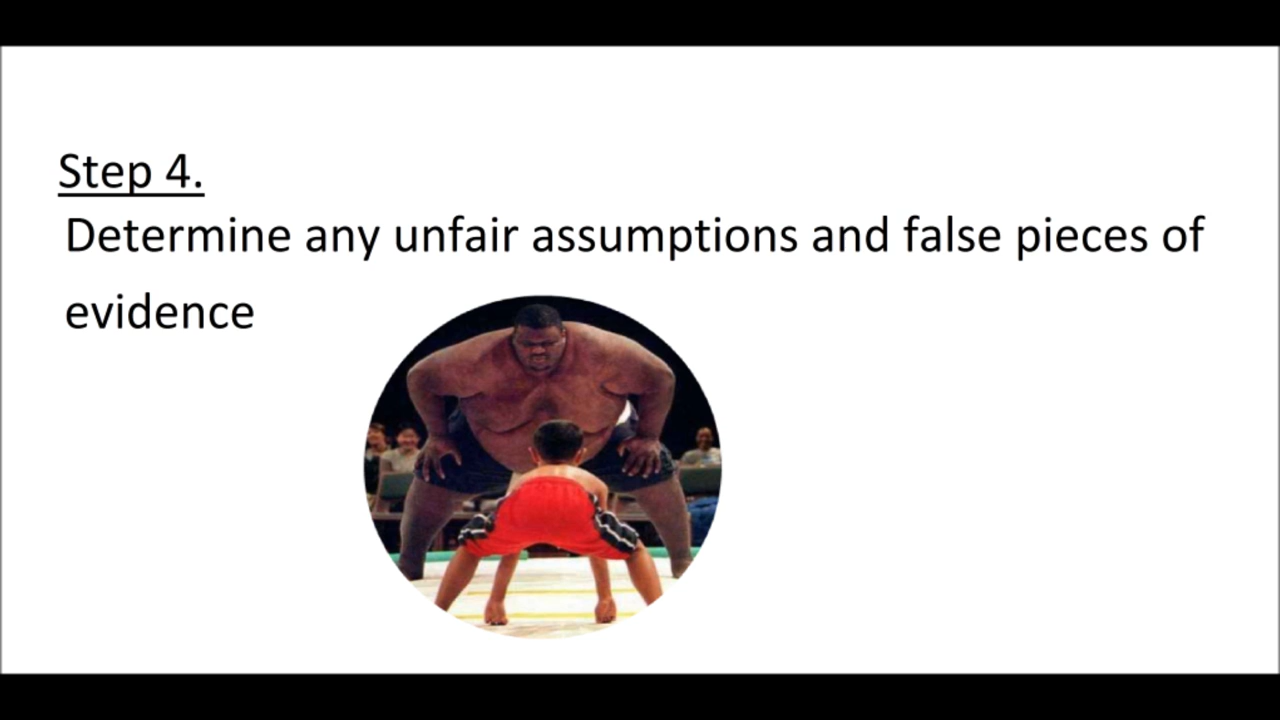 Step 4.
Determine any unfair assumptions and false pieces of
evidence